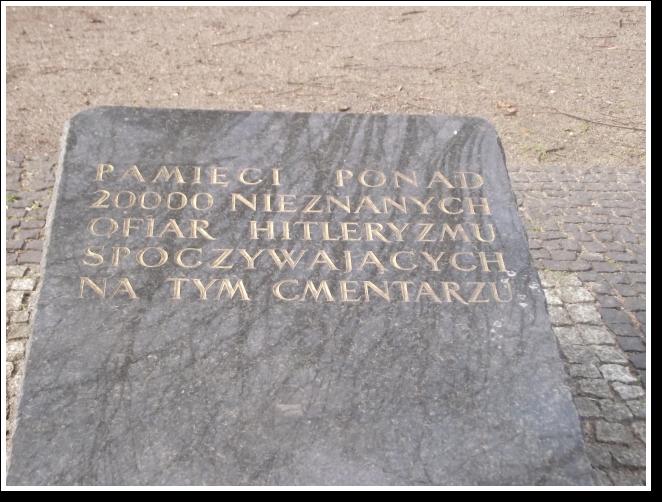 PAMIĘCI PONAD
20000 NIEZNANYCH
OFIAR HITLERYZMU
SPOCZYWAJĄCYCH
NA TYM CMENTARZU